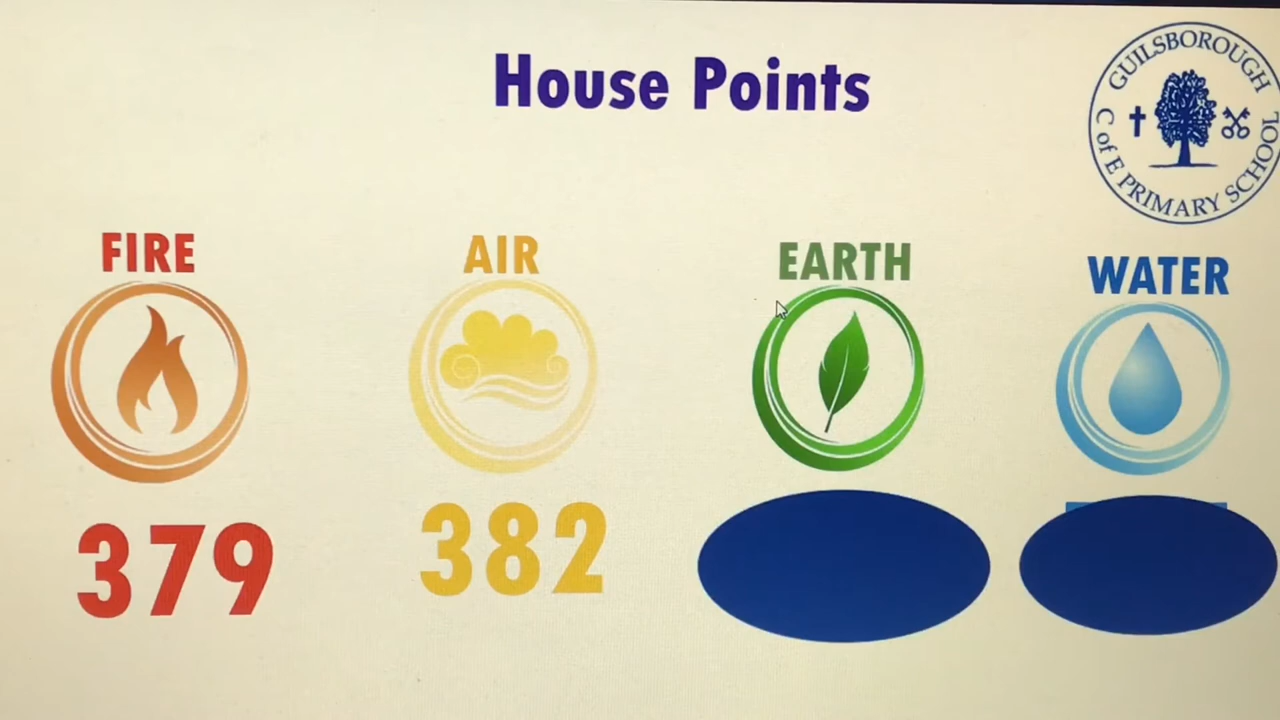 House Points
GUILSBOROUGH
C of E PRIMARY SCHOOL
FIRE
AIR
EARTH
WATER
379
382